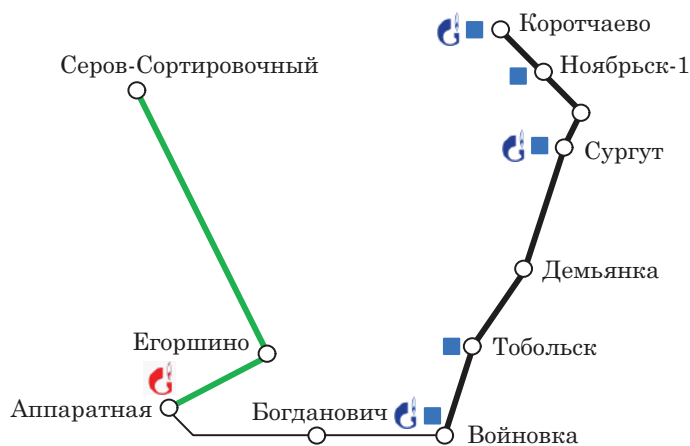 Коротчаево
Серов-Сортировочный
Ноябрьск-1
Сургут
Демьянка
Егоршино
Тобольск
Аппаратная
Богданович
Войновка